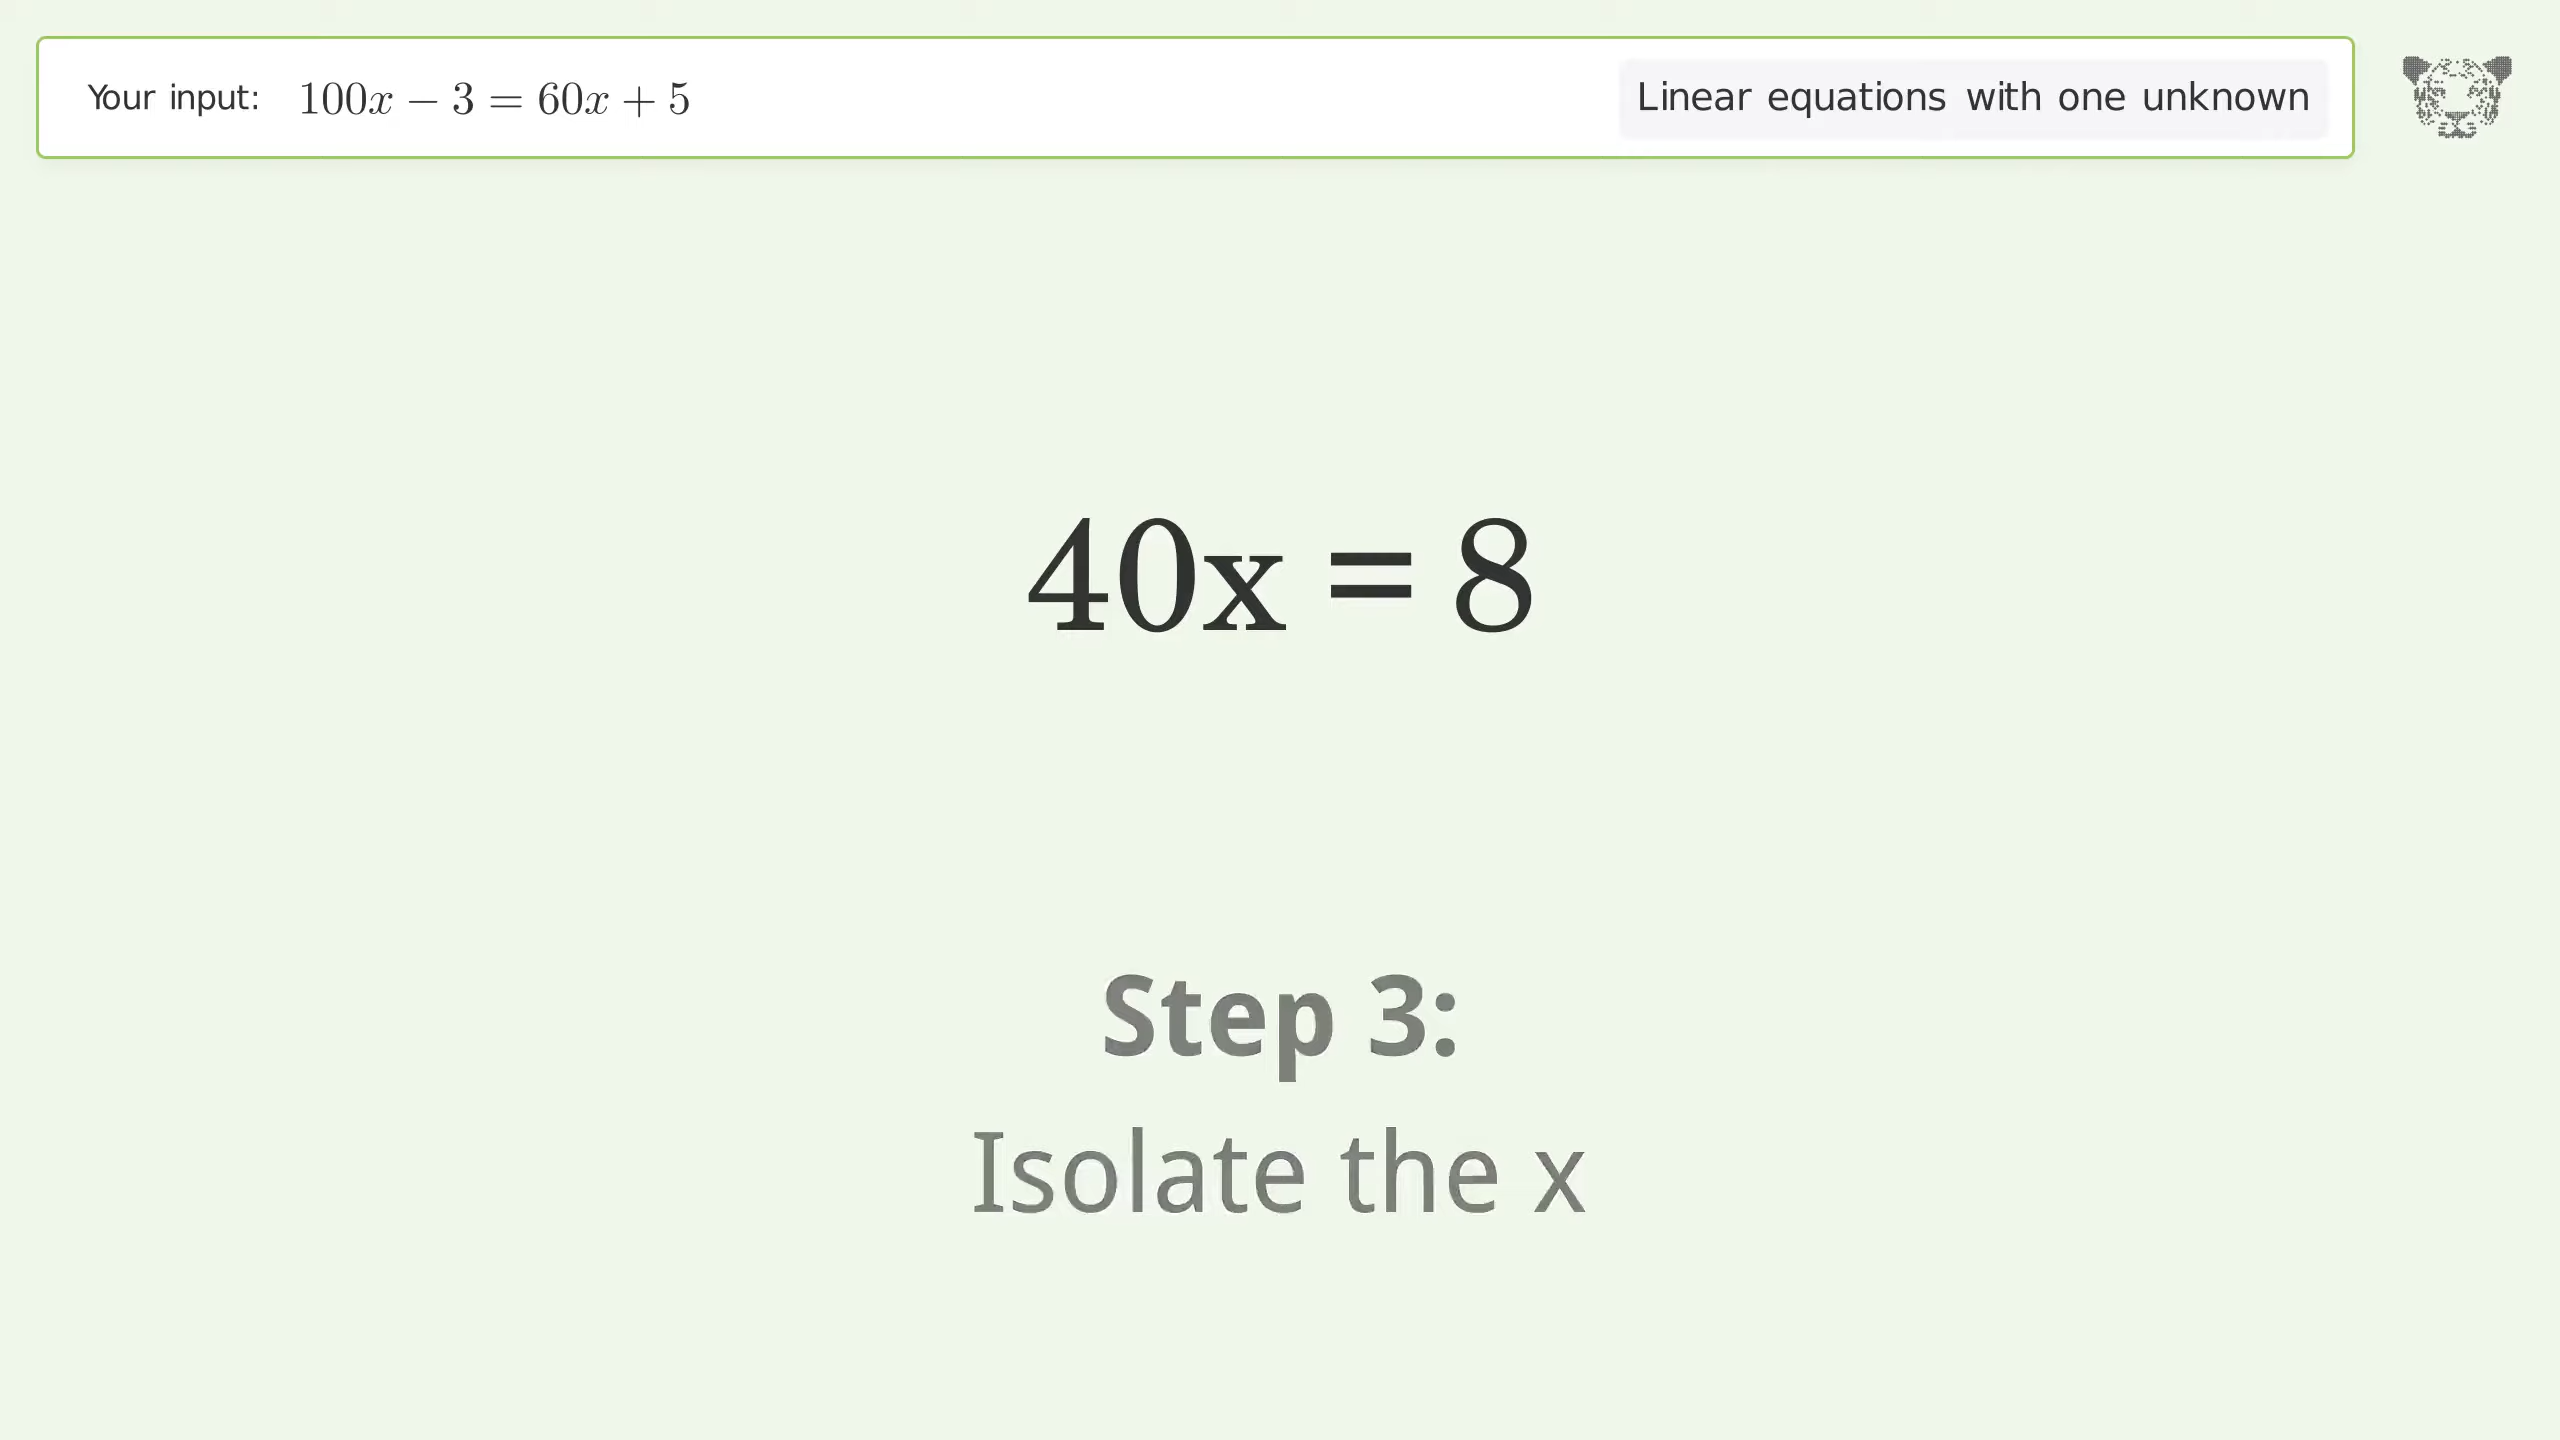 Your input: 100x − 3 = 60x + 5
Linear equations with one unknown
40x = 8
Step 3:
Isolate the x